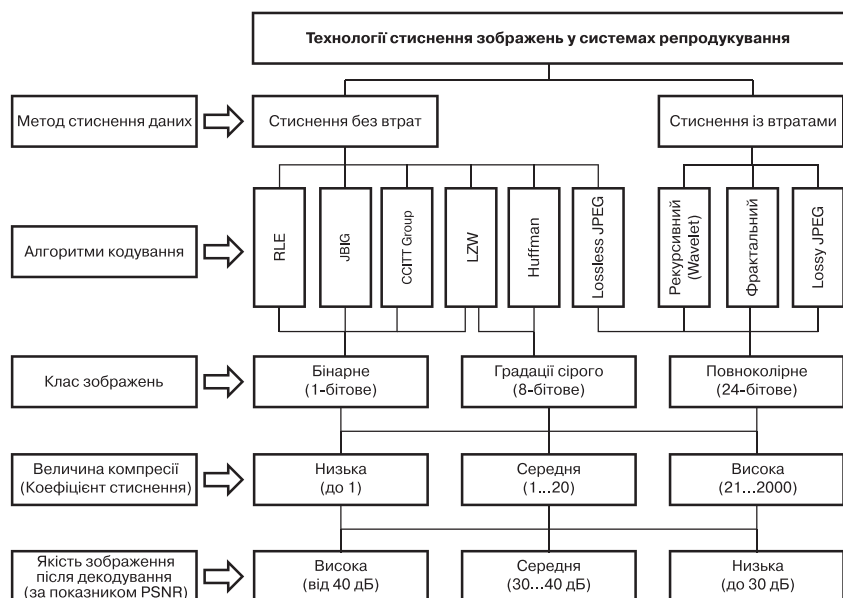 Технології стиснення зображень у системах репродукування
Метод стиснення даних
Стиснення без втрат
Стиснення із втратами
Алгоритми кодування
RLE
JBIG
CCITT Group
LZW
Huffman
Lossless JPEG
Рекурсивний
(Wavelet)
Фрактальний
Lossy JPEG
Клас зображень
Бінарне
(1-бітове)
Градації сірого
(8-бітове)
Повноколірне
(24-бітове)
Величина компресії
(Коефіцієнт стиснення)
Низька
(до 1)
Середня
(1...20)
Висока
(21...2000)
Якість зображення
після декодування
(за показником PSNR)
Висока
(від 40 дБ)
Середня
(30...40 дБ)
Низька
(до 30 дБ)